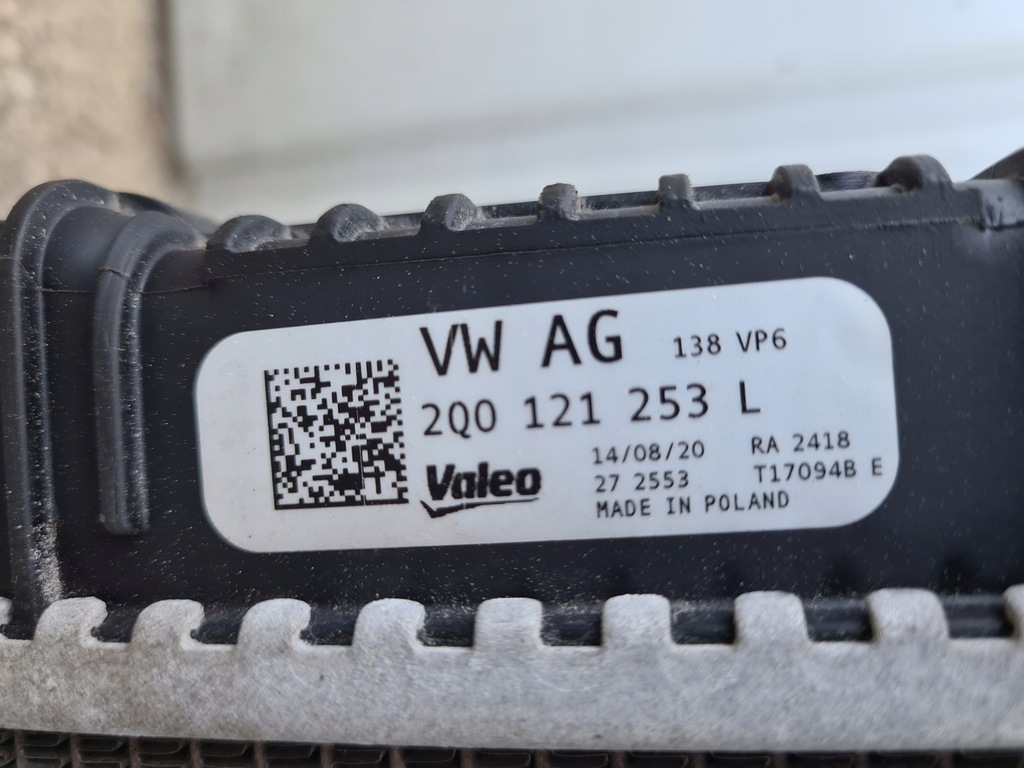 VW AG 138 VP6
2Q0 121 253 L
Valeo
14/08/20 RA 2418
27 2553 T17094B E
MADE IN POLAND